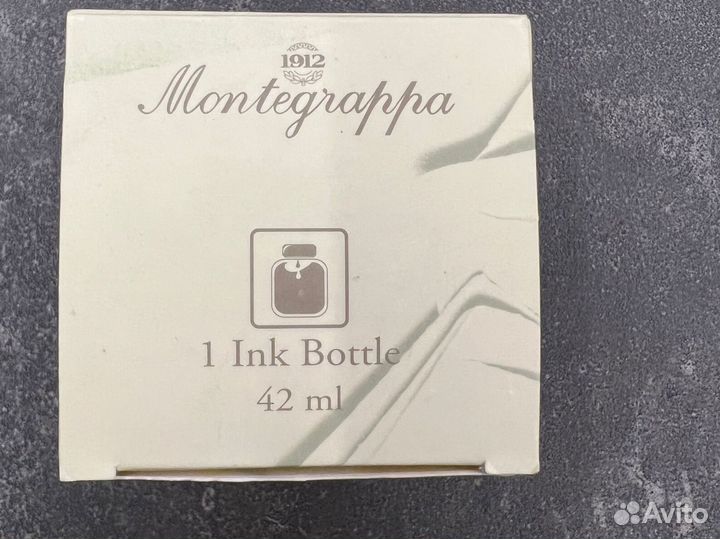 1912
Montegrappa
1 Ink Bottle
42 ml
Avito